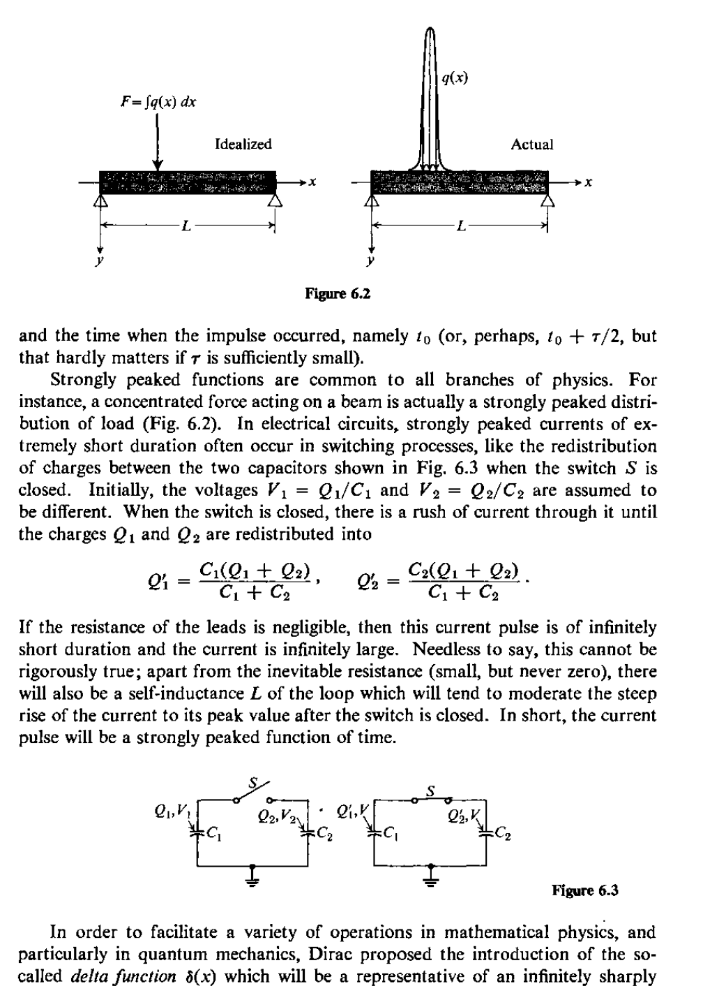 q(x)
F = ∫q(x) dx
Idealized
Actual
x
x
L
L
y
y
Figure 6.2
and the time when the impulse occurred, namely t₀ (or, perhaps, t₀ + τ/2, but
that hardly matters if τ is sufficiently small).
Strongly peaked functions are common to all branches of physics. For
instance, a concentrated force acting on a beam is actually a strongly peaked distri-
bution of load (Fig. 6.2). In electrical circuits, strongly peaked currents of ex-
tremely short duration often occur in switching processes, like the redistribution
of charges between the two capacitors shown in Fig. 6.3 when the switch S is
closed. Initially, the voltages V₁ = Q₁/C₁ and V₂ = Q₂/C₂ are assumed to
be different. When the switch is closed, there is a rush of current through it until
the charges Q₁ and Q₂ are redistributed into
Q′₁ = C₁(Q₁ + Q₂) / C₁ + C₂ , Q′₂ = C₂(Q₁ + Q₂) / C₁ + C₂ .
If the resistance of the leads is negligible, then this current pulse is of infinitely
short duration and the current is infinitely large. Needless to say, this cannot be
rigorously true; apart from the inevitable resistance (small, but never zero), there
will also be a self-inductance L of the loop which will tend to moderate the steep
rise of the current to its peak value after the switch is closed. In short, the current
pulse will be a strongly peaked function of time.
S
S
Q₁, V₁
Q₂, V₂
Q′₁, V
Q′₂, V
C₁
C₂
C₁
C₂
Figure 6.3
In order to facilitate a variety of operations in mathematical physics, and
particularly in quantum mechanics, Dirac proposed the introduction of the so-
called delta function δ(x) which will be a representative of an infinitely sharply